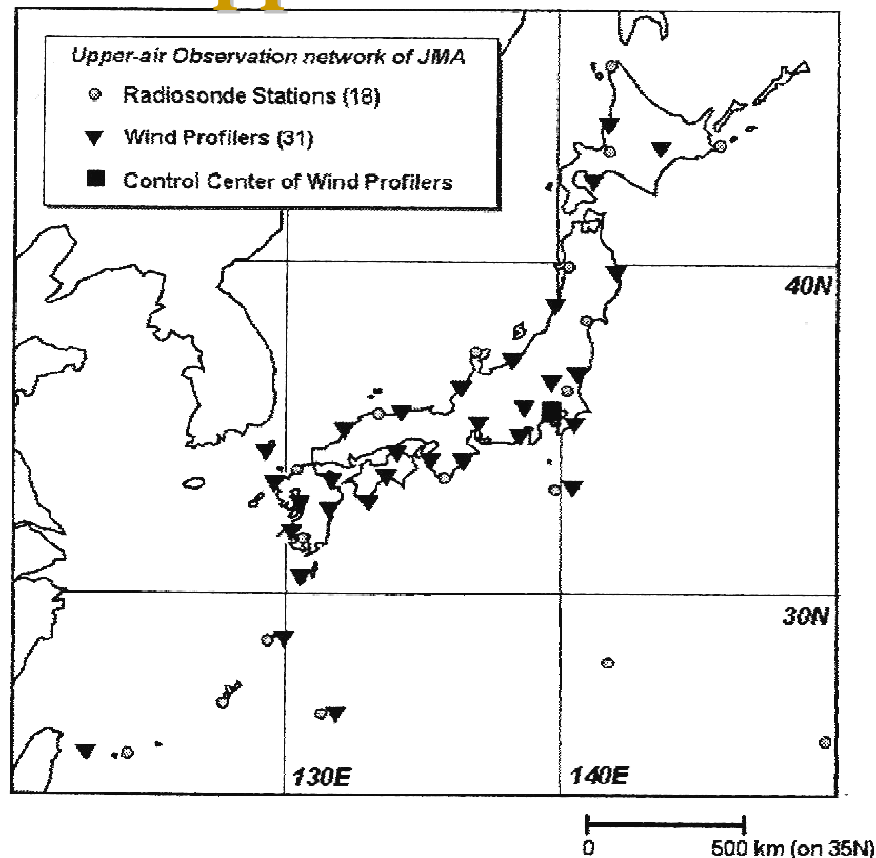 Upper-air Observation network of JMA
Radiosonde Stations (18)
Wind Profilers (31)
Control Center of Wind Profilers
40N
30N
130E
140E
0 500 km (on 35N)